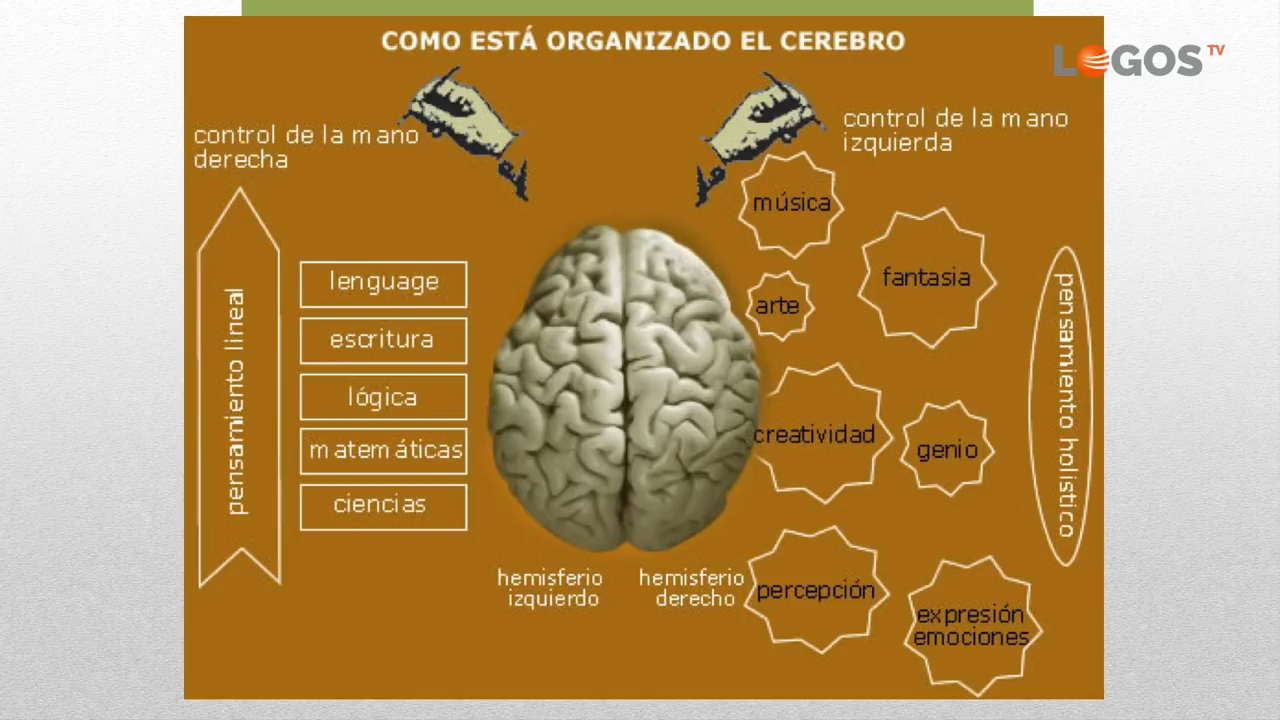 COMO ESTÁ ORGANIZADO EL CEREBRO
LOGOS TV
control de la mano
derecha
control de la mano
izquierda
pensamiento lineal
lenguage
escritura
lógica
matemáticas
ciencias
hemisferio
izquierdo
hemisferio
derecho
música
fantasia
arte
creatividad
genio
percepción
expresión
emociones
pensamiento holistico